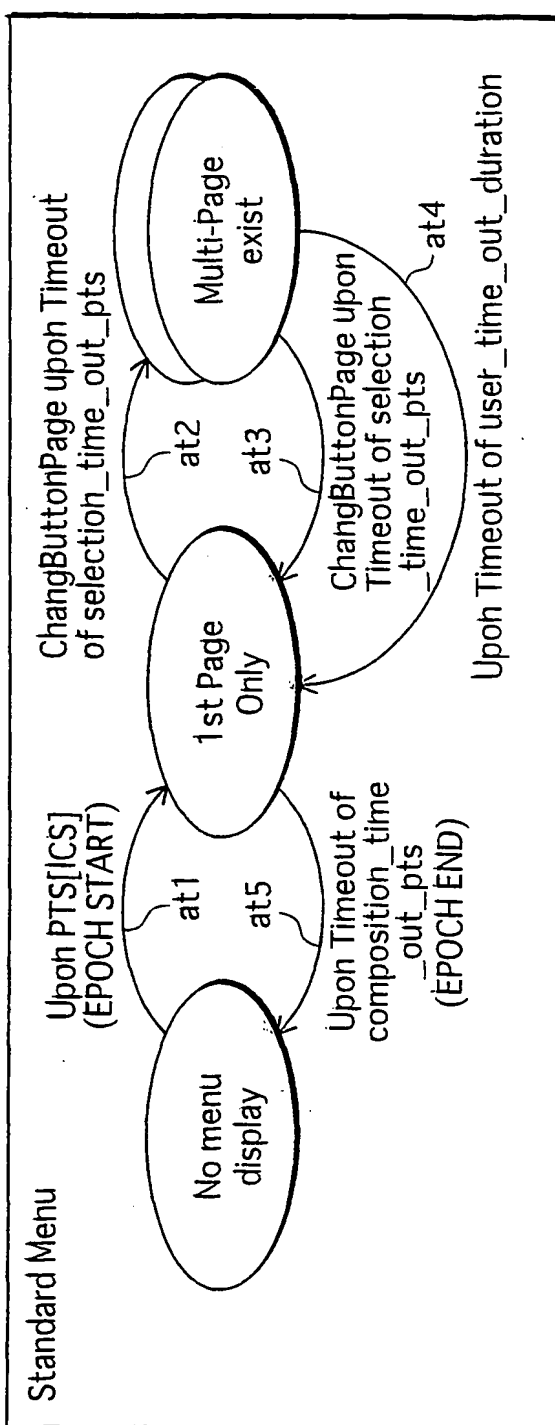 Standard Menu
No menu
display
Upon PTS[ICS]
(EPOCH START)
at1
at5
Upon Timeout of
composition_time
_out_pts
(EPOCH END)
1st Page
Only
ChangButtonPage upon Timeout
of selection_time_out_pts
at2
at3
ChangButtonPage upon
Timeout of selection
_time_out_pts
Multi-Page
exist
at4
Upon Timeout of user_time_out_duration